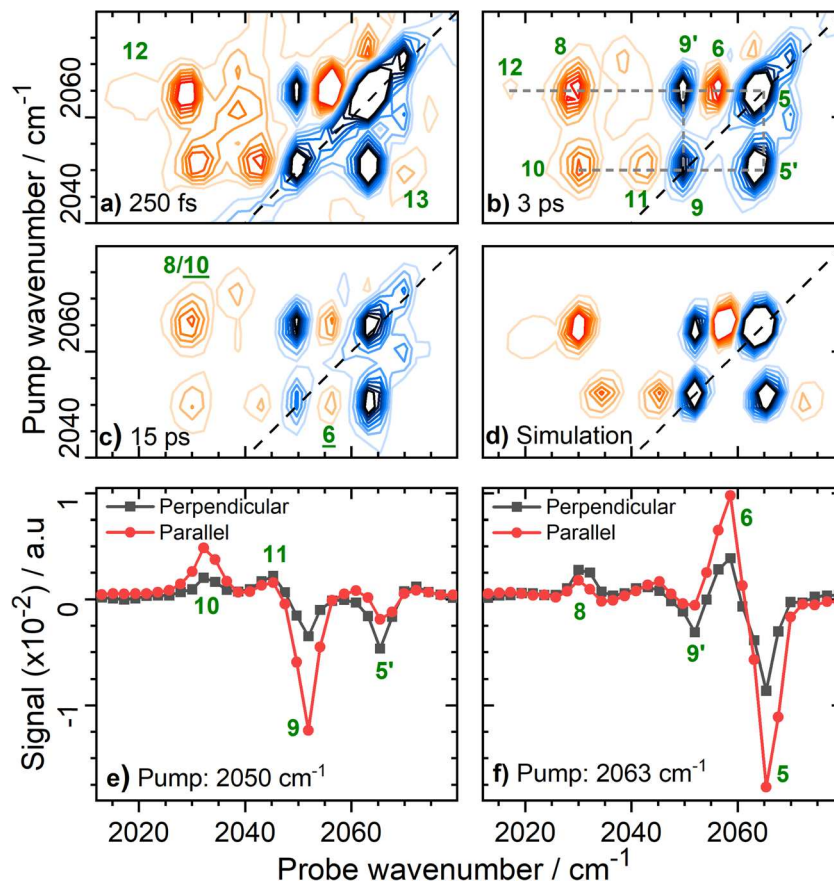 12
8
9'
6
12
5
10
5'
13
11
9
a) 250 fs
b) 3 ps
2060
2040
8/10
6
c) 15 ps
d) Simulation
2060
2040
Pump wavenumber / cm-1
Perpendicular
Parallel
11
10
5'
9
e) Pump: 2050 cm-1
Perpendicular
Parallel
6
8
9'
5
f) Pump: 2063 cm-1
1
0
-1
Signal (x10-2) / a.u
2020
2040
2060
2020
2040
2060
Probe wavenumber / cm-1